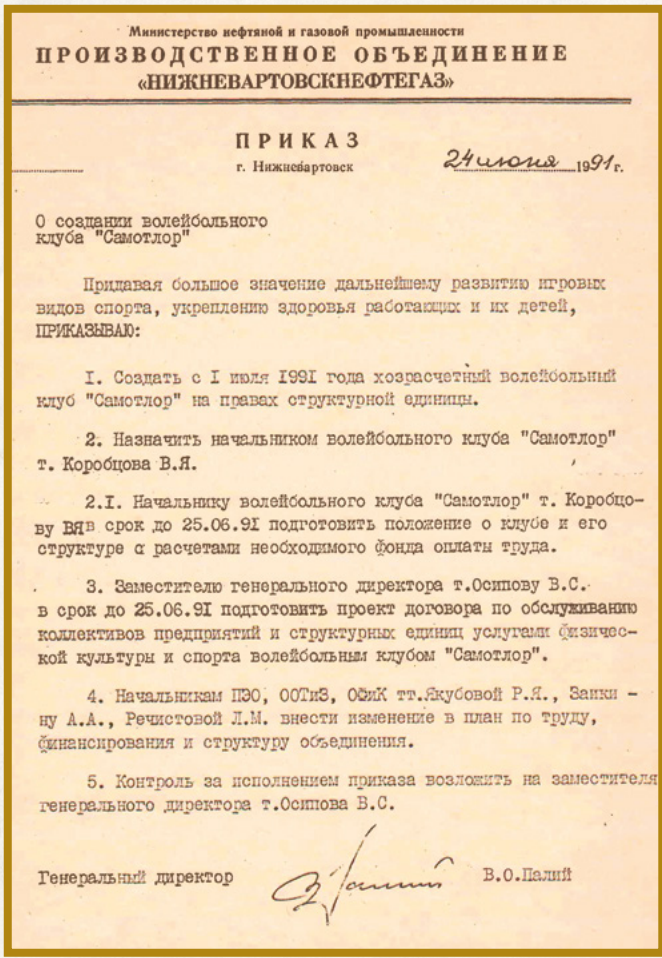 Министерство нефтяной и газовой промышленности
ПРОИЗВОДСТВЕННОЕ ОБЪЕДИНЕНИЕ
«НИЖНЕВАРТОВСКНЕФТЕГАЗ»
ПРИКАЗ
г. Нижневартовск 24 июня 1991 г.
О создании волейбольного
клуба "Самотлор"
Придавая большое значение дальнейшему развитию игровых
видов спорта, укреплению здоровья работающих и их детей,
ПРИКАЗЫВАЮ:
I. Создать с I июля I99I года хозрасчетный волейбольный
клуб "Самотлор" на правах структурной единицы.
2. Назначить начальником волейбольного клуба "Самотлор"
т. Коробцова В.Я.
2.I. Начальнику волейбольного клуба "Самотлор" т. Коробцо-
ву ВЯ в срок до 25.06.9I подготовить положение о клубе и его
структуре с расчетами необходимого фонда оплаты труда.
3. Заместителю генерального директора т.Осипову В.С.
в срок до 25.06.9I подготовить проект договора по обслуживанию
коллективов предприятий и структурных единиц услугами физичес-
кой культуры и спорта волейбольным клубом "Самотлор".
4. Начальникам ПЭО, ООТиЗ, ОФиК тт.Якубовой Р.Я., Заики -
ну А.А., Речистовой Л.М. внести изменение в план по труду,
финансирования и структуру объединения.
5. Контроль за исполнением приказа возложить на заместителя
генерального директора т.Осипова В.С.
Генеральный директор В.О.Палий